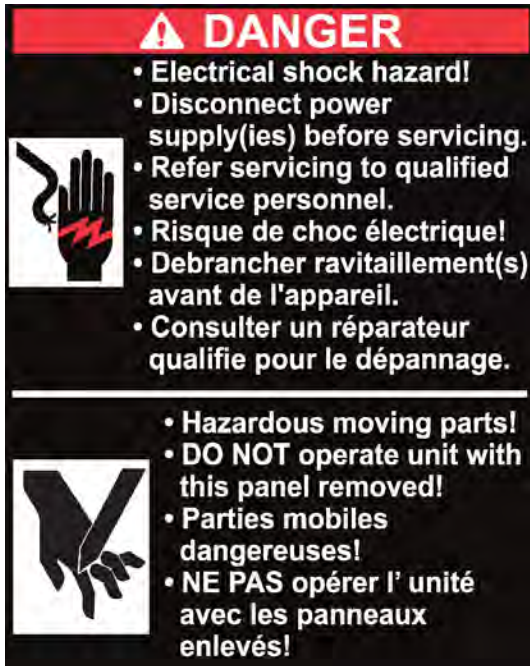 DANGER
• Electrical shock hazard!
• Disconnect power
supply(ies) before servicing.
• Refer servicing to qualified
service personnel.
• Risque de choc électrique!
• Debrancher ravitaillement(s)
avant de l'appareil.
• Consulter un réparateur
qualifie pour le dépannage.
• Hazardous moving parts!
• DO NOT operate unit with
this panel removed!
• Parties mobiles
dangereuses!
• NE PAS opérer l' unité
avec les panneaux
enlevés!